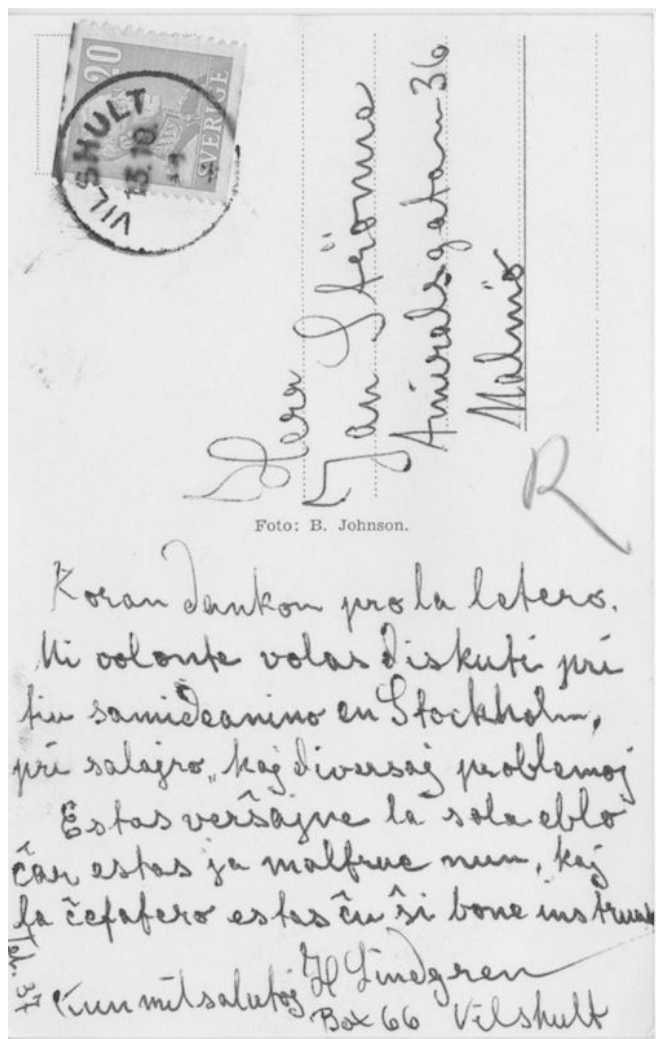 20
SVERIGE
VILSHULT
13.10
Herr
Jan Strömne
Amiralsgatan 36
Malmö
R
Foto: B. Johnson.
Koran dankon pro la letero.
Mi volonte volas diskuti pri
tiu samideanino en Stockholm,
pri salajro, kaj diversaj problemoj
Estas verŝajne la sola eblo
ĉar estas ja malfrue nun, kaj
la ĉefafero estas ĉu ŝi bone instruas
Kun mil salutoj H Lindgren
Box 66 Vilshult
Tel. 37